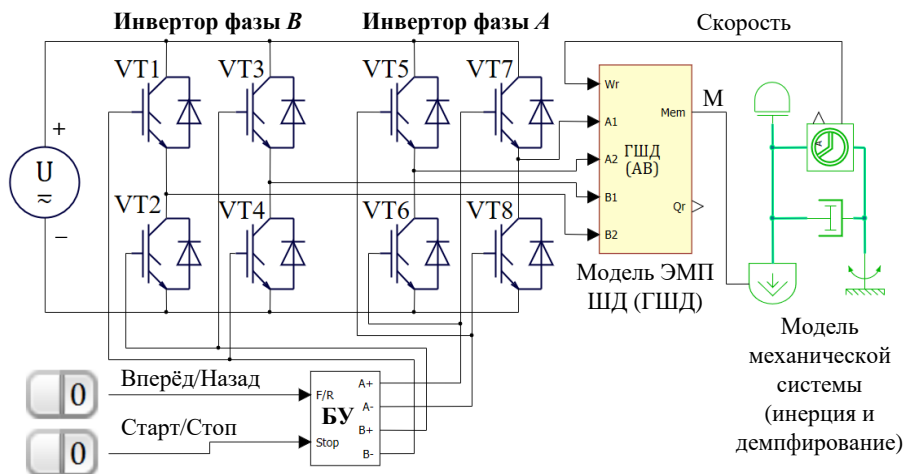 Инвертор фазы B
Инвертор фазы A
Скорость
VT1
VT3
VT5
VT7
Wr
M
Mem
A1
+
A
ГШД
(AB)
A2
U
≂
VT2
VT4
VT6
VT8
B1
Qr
B2
−
Модель ЭМП
ШД (ГШД)
Модель
механической
системы
(инерция и
демпфирование)
Вперёд/Назад
0
F/R
A+
БУ
A-
Старт/Стоп
0
Stop
B+
B-